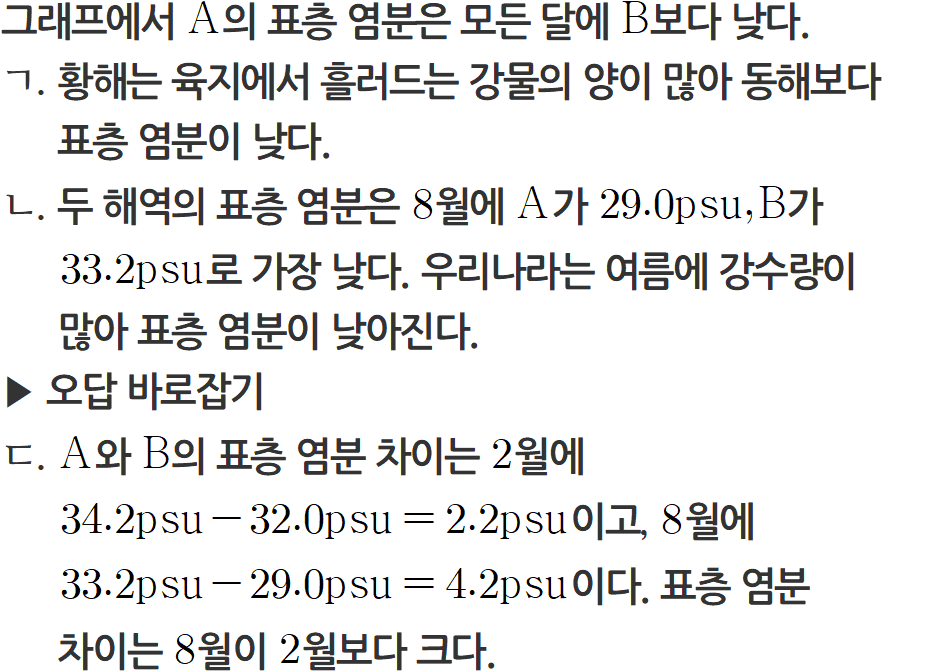 그래프에서 A의 표층 염분은 모든 달에 B보다 낮다.
ㄱ. 황해는 육지에서 흘러드는 강물의 양이 많아 동해보다
표층 염분이 낮다.
ㄴ. 두 해역의 표층 염분은 8월에 A가 29.0psu,B가
33.2psu로 가장 낮다. 우리나라는 여름에 강수량이
많아 표층 염분이 낮아진다.
▶ 오답 바로잡기
ㄷ. A와 B의 표층 염분 차이는 2월에
34.2psu-32.0psu=2.2psu이고, 8월에
33.2psu-29.0psu=4.2psu이다. 표층 염분
차이는 8월이 2월보다 크다.